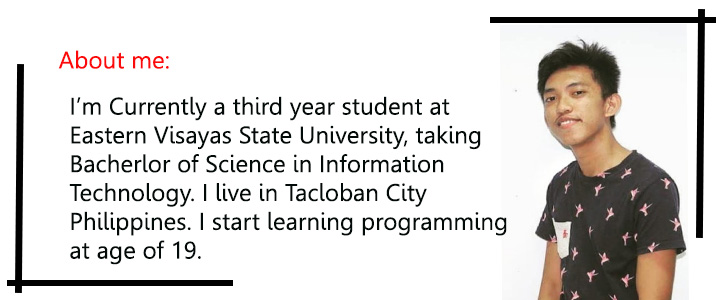 About me:
I'm Currently a third year student at
Eastern Visayas State University, taking
Bacherlor of Science in Information
Technology. I live in Tacloban City
Philippines. I start learning programming
at age of 19.